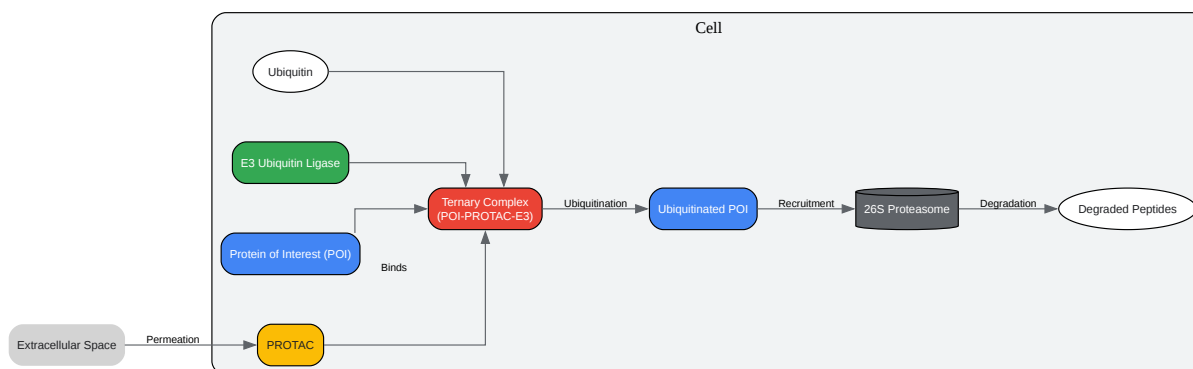 Cell
Ubiquitin
E3 Ubiquitin Ligase
Ternary Complex
(POI-PROTAC-E3)
Ubiquitination
Ubiquitinated POI
Recruitment
26S Proteasome
Degradation
Degraded Peptides
Protein of Interest (POI)
Binds
Extracellular Space
Permeation
PROTAC